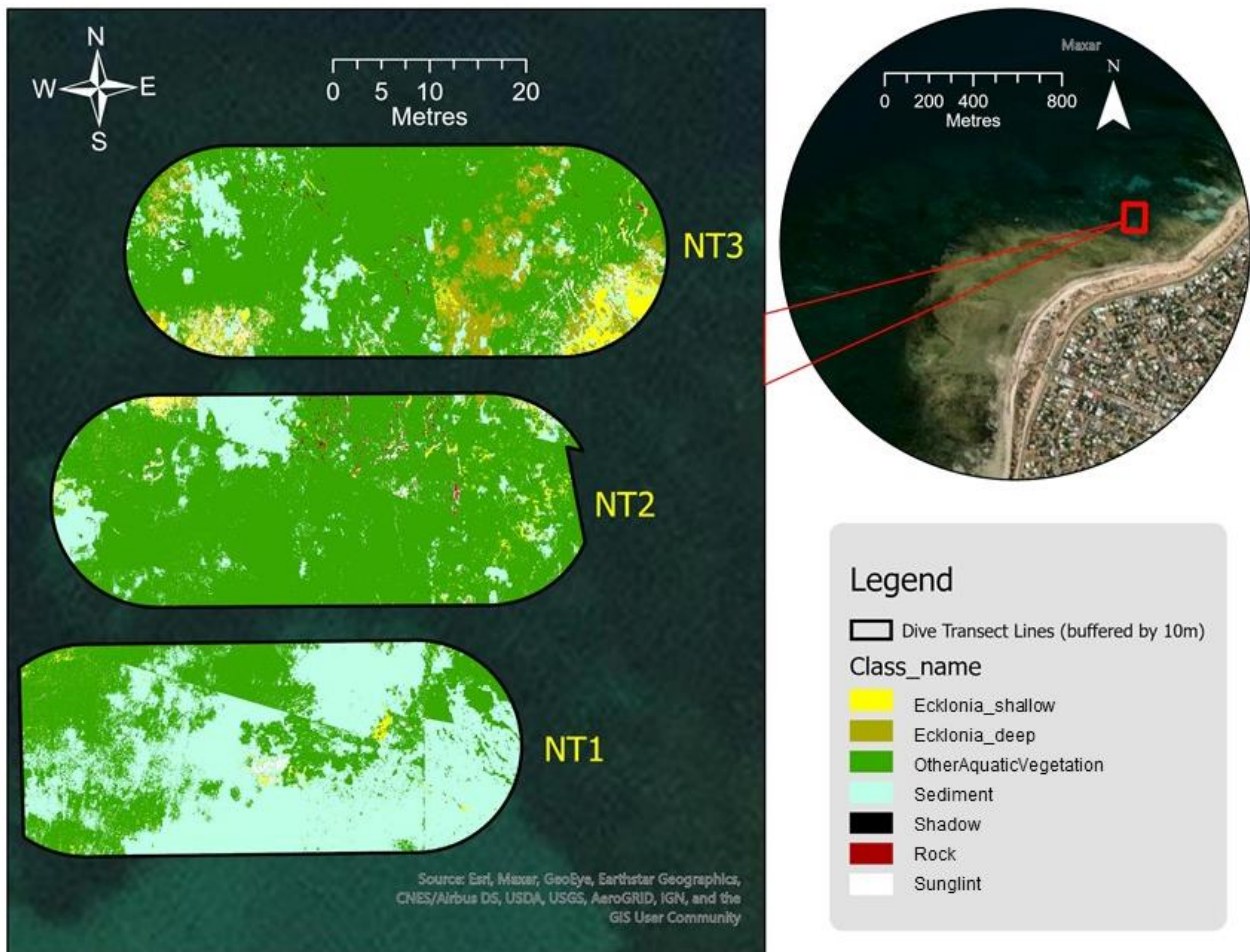 N
W E
S
0 5 10 20
Metres
NT3
NT2
NT1
Source: Esri, Maxar, GeoEye, Earthstar Geographics,
CNES/Airbus DS, USDA, USGS, AeroGRID, IGN, and the
GIS User Community
Maxar
N
0 200 400 800
Metres
Legend
Dive Transect Lines (buffered by 10m)
Class_name
Ecklonia_shallow
Ecklonia_deep
OtherAquaticVegetation
Sediment
Shadow
Rock
Sunglint